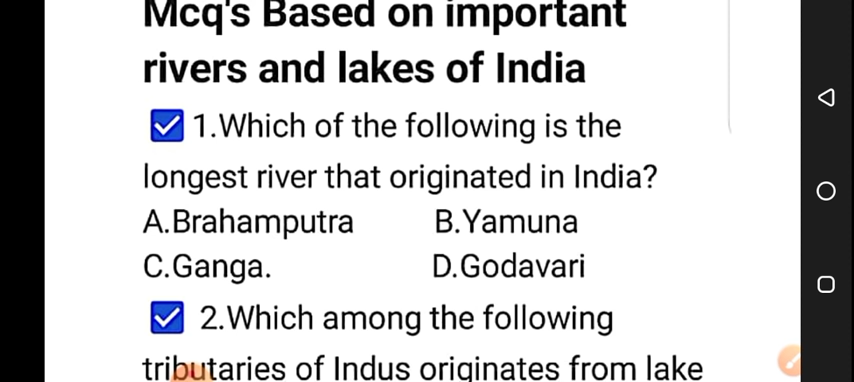 Mcq's Based on important
rivers and lakes of India
1.Which of the following is the
longest river that originated in India?
A.Brahamputra B.Yamuna
C.Ganga. D.Godavari
2.Which among the following
tributaries of Indus originates from lake